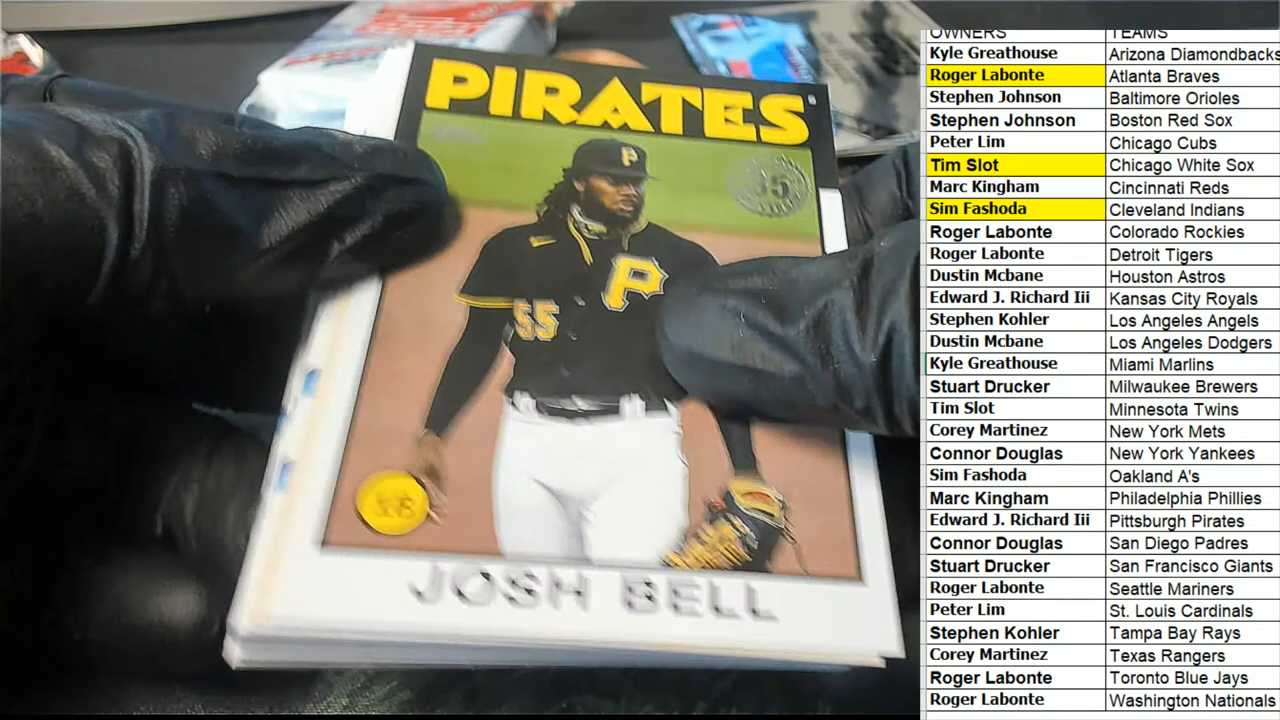 PIRATES
P
35
P
55
JOSH BELL
OWNERS TEAMS
Kyle Greathouse Arizona Diamondbacks
Roger Labonte Atlanta Braves
Stephen Johnson Baltimore Orioles
Stephen Johnson Boston Red Sox
Peter Lim Chicago Cubs
Tim Slot Chicago White Sox
Marc Kingham Cincinnati Reds
Sim Fashoda Cleveland Indians
Roger Labonte Colorado Rockies
Roger Labonte Detroit Tigers
Dustin Mcbane Houston Astros
Edward J. Richard Iii Kansas City Royals
Stephen Kohler Los Angeles Angels
Dustin Mcbane Los Angeles Dodgers
Kyle Greathouse Miami Marlins
Stuart Drucker Milwaukee Brewers
Tim Slot Minnesota Twins
Corey Martinez New York Mets
Connor Douglas New York Yankees
Sim Fashoda Oakland A's
Marc Kingham Philadelphia Phillies
Edward J. Richard Iii Pittsburgh Pirates
Connor Douglas San Diego Padres
Stuart Drucker San Francisco Giants
Roger Labonte Seattle Mariners
Peter Lim St. Louis Cardinals
Stephen Kohler Tampa Bay Rays
Corey Martinez Texas Rangers
Roger Labonte Toronto Blue Jays
Roger Labonte Washington Nationals